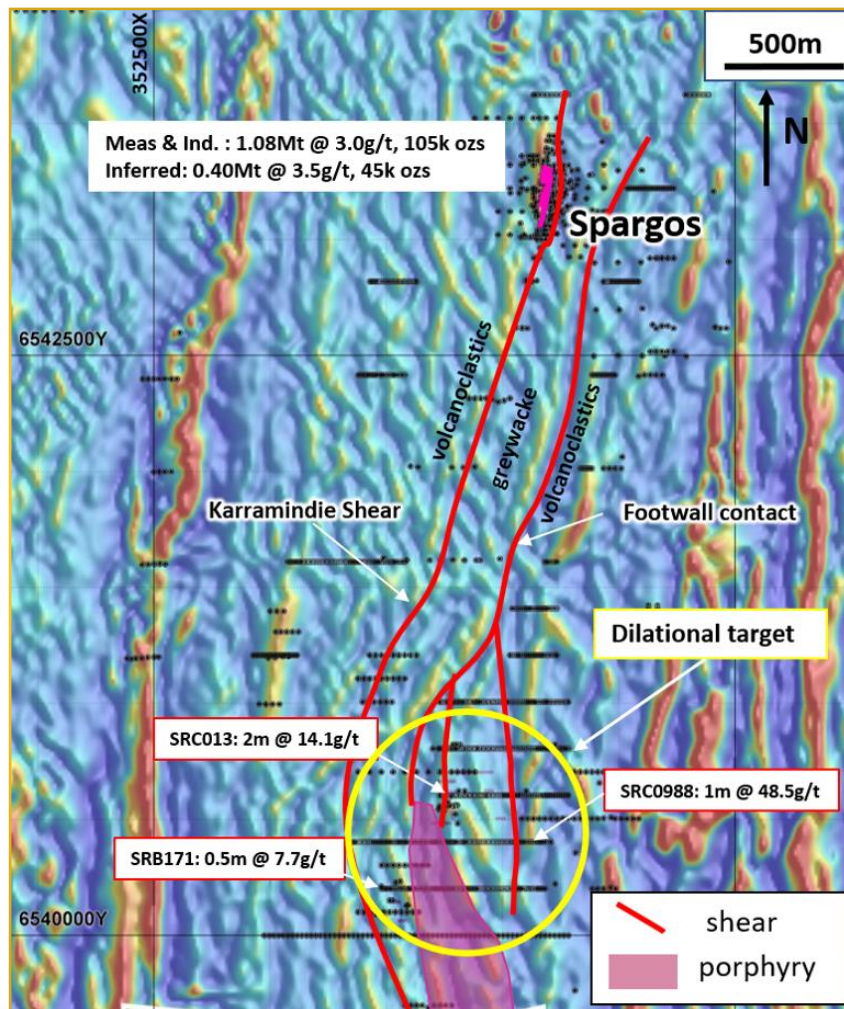 352500X
500m
N
Meas & Ind. : 1.08Mt @ 3.0g/t, 105k ozs
Inferred: 0.40Mt @ 3.5g/t, 45k ozs
Spargos
6542500Y
volcanoclastics
greywacke
volcanoclastics
Karramindie Shear
Footwall contact
Dilational target
SRC013: 2m @ 14.1g/t
SRC0988: 1m @ 48.5g/t
SRB171: 0.5m @ 7.7g/t
6540000Y
shear
porphyry